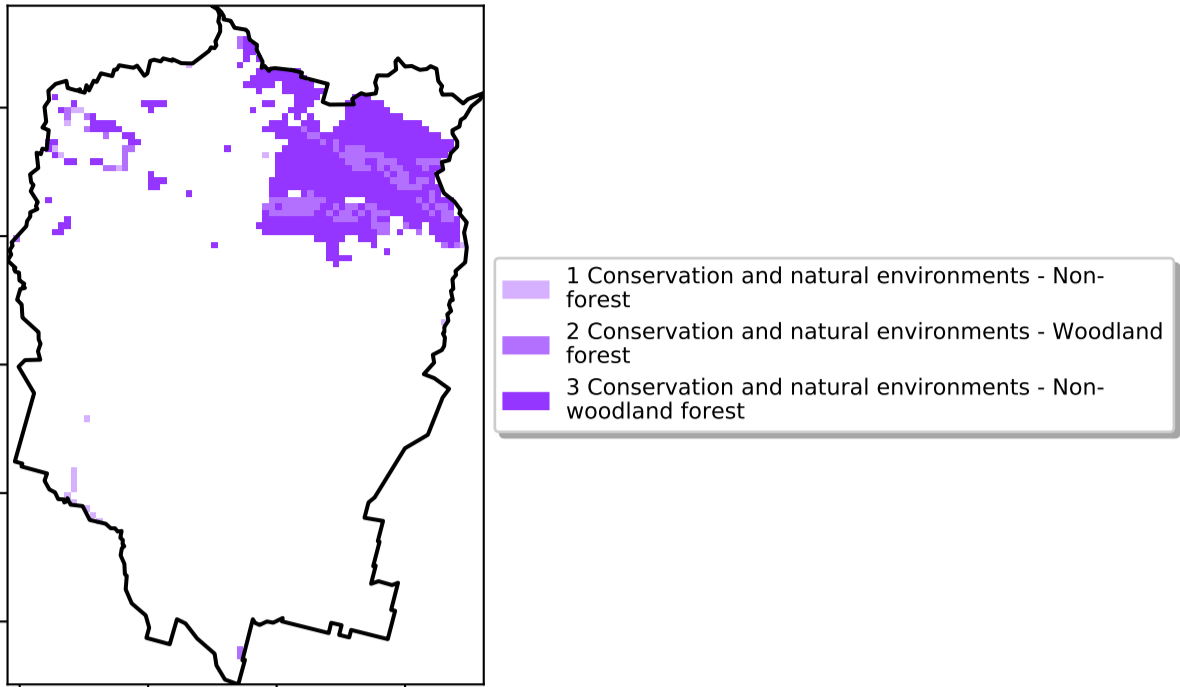 1 Conservation and natural environments - Non-
forest
2 Conservation and natural environments - Woodland
forest
3 Conservation and natural environments - Non-
woodland forest